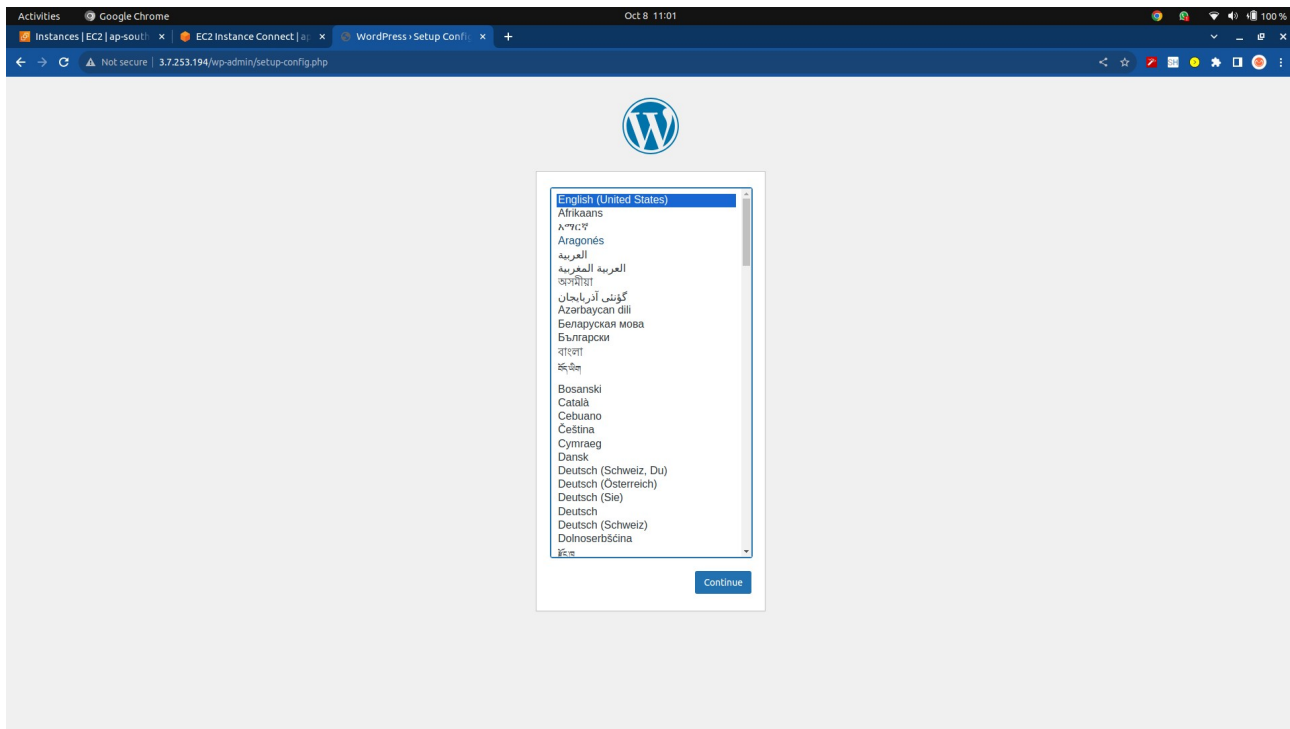 Activities Google Chrome Oct 8 11:01 100 %
Instances | EC2 | ap-south EC2 Instance Connect | ap WordPress › Setup Config
Not secure | 3.7.253.194/wp-admin/setup-config.php
English (United States)
Afrikaans
አማርኛ
Aragonés
العربية
العربية المغربية
অসমীয়া
گؤنئی آذربایجان
Azərbaycan dili
Беларуская мова
Български
বাংলা
བོད་ཡིག
Bosanski
Català
Cebuano
Čeština
Cymraeg
Dansk
Deutsch (Schweiz, Du)
Deutsch (Österreich)
Deutsch (Sie)
Deutsch
Deutsch (Schweiz)
Dolnoserbšćina
རྫོང་ཁ
Continue